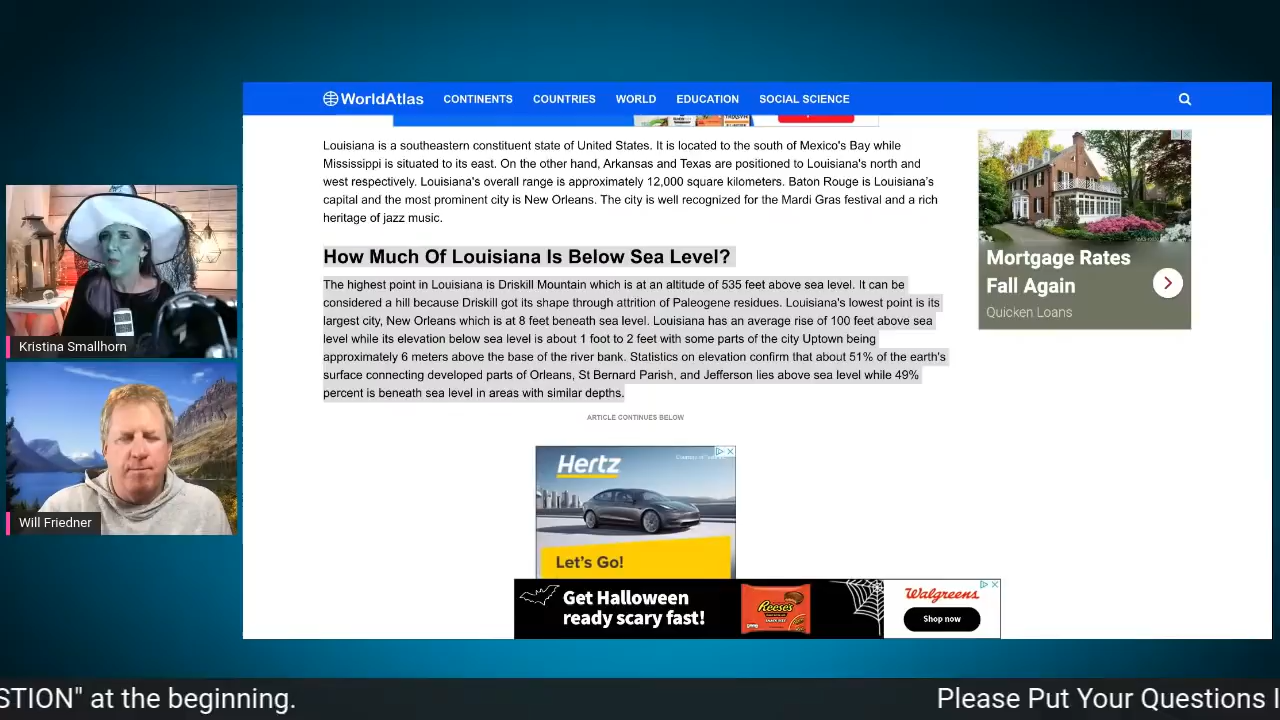 WorldAtlas CONTINENTS COUNTRIES WORLD EDUCATION SOCIAL SCIENCE
Louisiana is a southeastern constituent state of United States. It is located to the south of Mexico's Bay while
Mississippi is situated to its east. On the other hand, Arkansas and Texas are positioned to Louisiana's north and
west respectively. Louisiana's overall range is approximately 12,000 square kilometers. Baton Rouge is Louisiana's
capital and the most prominent city is New Orleans. The city is well recognized for the Mardi Gras festival and a rich
heritage of jazz music.
How Much Of Louisiana Is Below Sea Level?
The highest point in Louisiana is Driskill Mountain which is at an altitude of 535 feet above sea level. It can be
considered a hill because Driskill got its shape through attrition of Paleogene residues. Louisiana's lowest point is its
largest city, New Orleans which is at 8 feet beneath sea level. Louisiana has an average rise of 100 feet above sea
level while its elevation below sea level is about 1 foot to 2 feet with some parts of the city Uptown being
approximately 6 meters above the base of the river bank. Statistics on elevation confirm that about 51% of the earth's
surface connecting developed parts of Orleans, St Bernard Parish, and Jefferson lies above sea level while 49%
percent is beneath sea level in areas with similar depths.
ARTICLE CONTINUES BELOW
Mortgage Rates
Fall Again
Quicken Loans
Kristina Smallhorn
Will Friedner
Hertz
Let's Go!
Get Halloween
ready scary fast!
Reese's
Walgreens
Shop now
STION" at the beginning.
Please Put Your Questions I